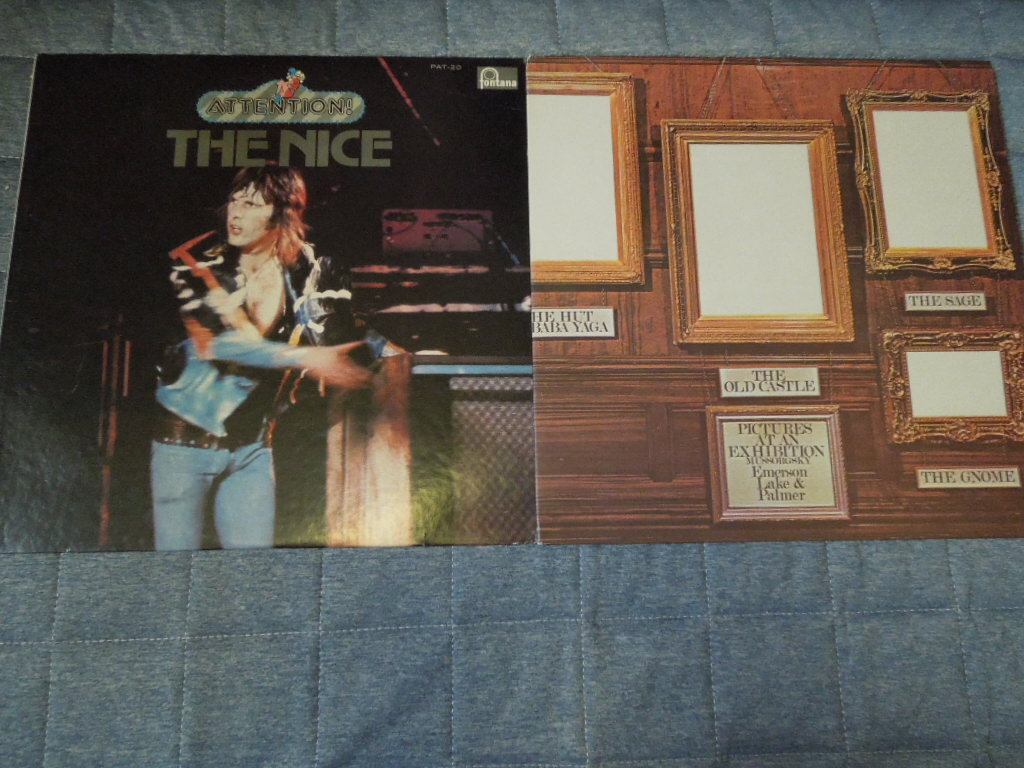 PAT-20
fontana
ATTENTION!
THE NICE
HE HUT
BABA YAGA
THE
OLD CASTLE
PICTURES
AT AN
EXHIBITION
MUSSORGSKY
Emerson
Lake &
Palmer
THE SAGE
THE GNOME